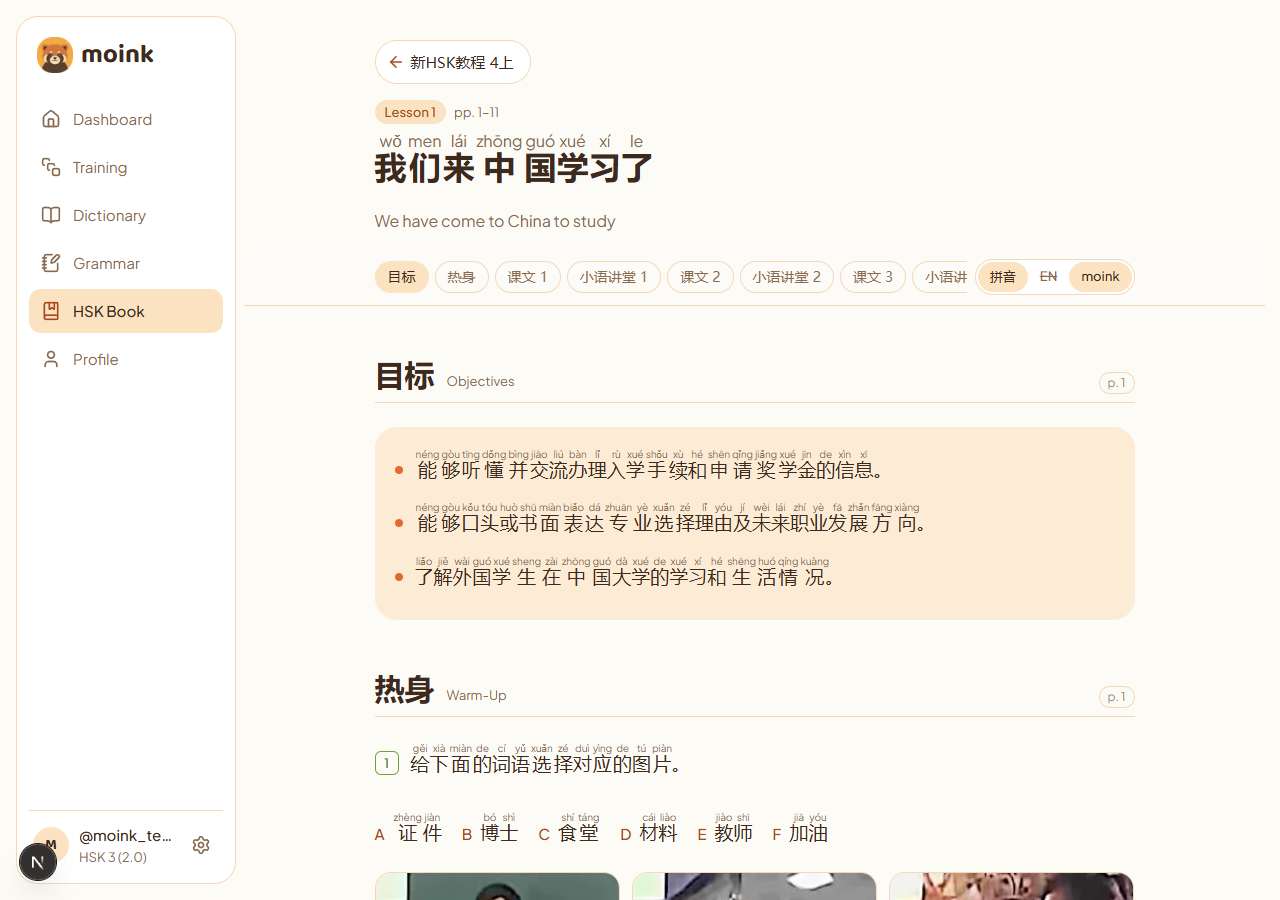 moink
Dashboard
Training
Dictionary
Grammar
HSK Book
Profile
M
@moink_te...
HSK 3 (2.0)
N
新HSK教程 4上
Lesson 1 pp. 1–11
wǒ men lái zhōng guó xué xí le
我们来中国学习了
We have come to China to study
目标 热身 课文 1 小语讲堂 1 课文 2 小语讲堂 2 课文 3 小语讲 拼音 EN moink
目标 Objectives p. 1
néng gòu tīng dǒng bìng jiāo liú bàn lǐ rù xué shǒu xù hé shēn qǐng jiǎng xué jīn de xìn xī
能够听懂并交流办理入学手续和申请奖学金的信息。
néng gòu kǒu tóu huò shū miàn biǎo dá zhuān yè xuǎn zé lǐ yóu jí wèi lái zhí yè fā zhǎn fāng xiàng
能够口头或书面表达专业选择理由及未来职业发展方向。
liǎo jiě wài guó xué sheng zài zhōng guó dà xué de xué xí hé shēng huó qíng kuàng
了解外国学生在中国大学的学习和生活情况。
热身 Warm-Up p. 1
gěi xià miàn de cí yǔ xuǎn zé duì yìng de tú piàn
1 给下面的词语选择对应的图片。
zhèng jiàn bó shì shí táng cái liào jiào shī jiā yóu
A 证件 B 博士 C 食堂 D 材料 E 教师 F 加油